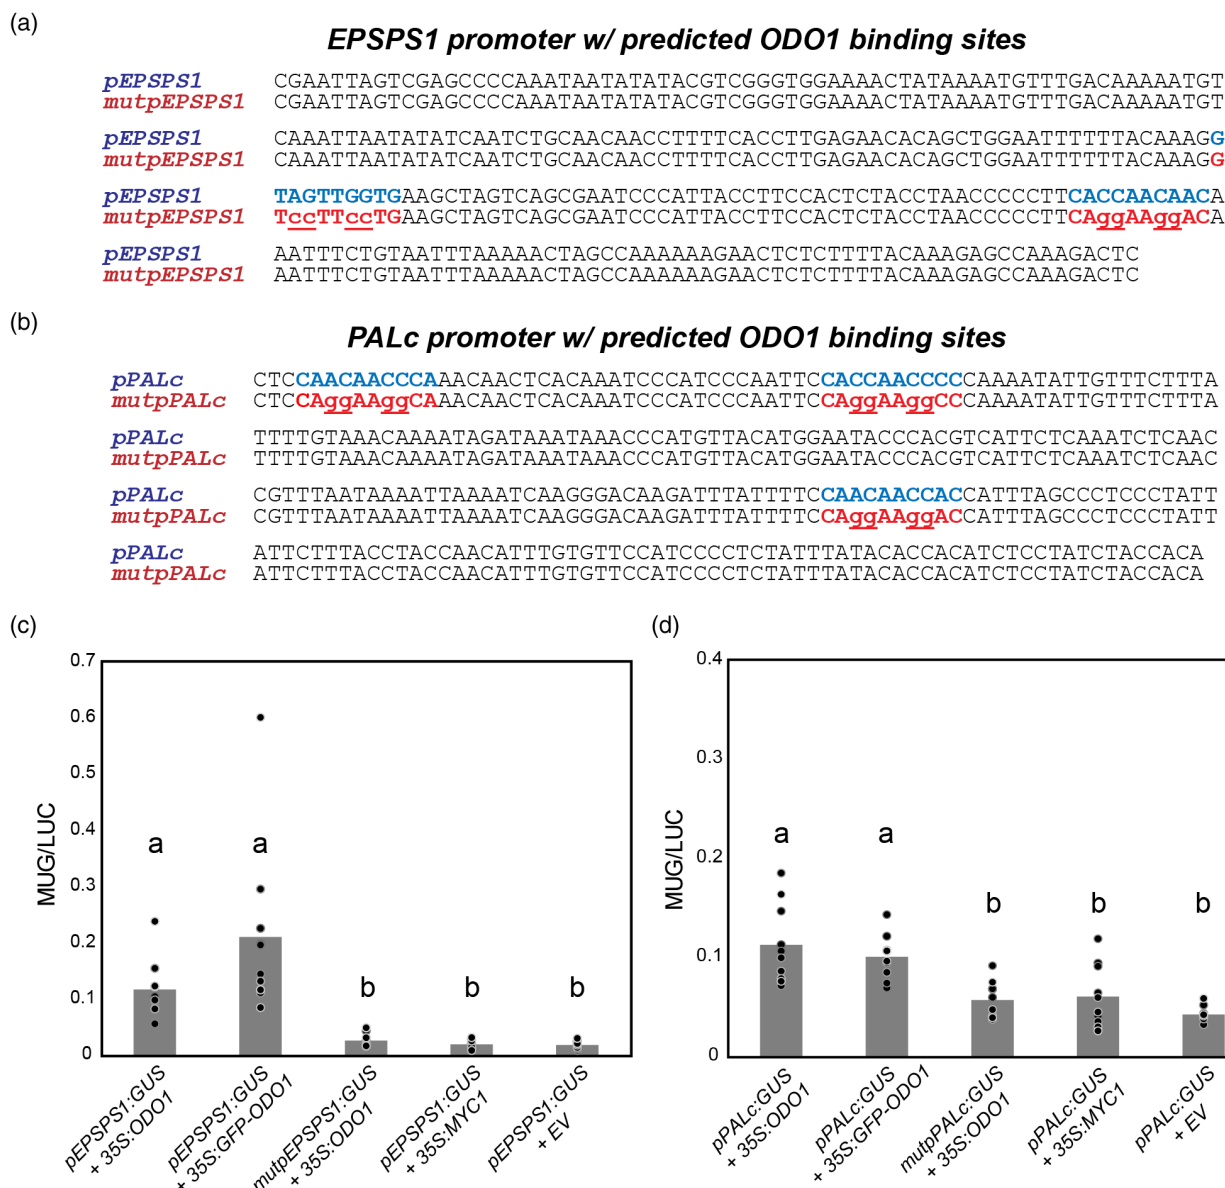 (a)
EPSPS1 promoter w/ predicted ODO1 binding sites
pEPSPS1 CGAATTAGTCGAGCCCCAAATAATATATACGTCGGGTGGAAAACTATAAAATGTTTGACAAAAATGT
mutpEPSPS1 CGAATTAGTCGAGCCCCAAATAATATATACGTCGGGTGGAAAACTATAAAATGTTTGACAAAAATGT
pEPSPS1 CAAATTAATATATCAATCTGCAACAACCTTTTCACCTTGAGAACACAGCTGGAATTTTTTACAAAGG
mutpEPSPS1 CAAATTAATATATCAATCTGCAACAACCTTTTCACCTTGAGAACACAGCTGGAATTTTTTACAAAGG
pEPSPS1 TAGTTGGTGAAGCTAGTCAGCGAATCCCATTACCTTCCACTCTACCTAACCCCCTTCACCAACAACA
mutpEPSPS1 TccTTccTGAAGCTAGTCAGCGAATCCCATTACCTTCCACTCTACCTAACCCCCTTCAggAAggACA
pEPSPS1 AATTTCTGTAATTTAAAAACTAGCCAAAAAAGAACTCTCTTTTACAAAGAGCCAAAGACTC
mutpEPSPS1 AATTTCTGTAATTTAAAAACTAGCCAAAAAAGAACTCTCTTTTACAAAGAGCCAAAGACTC
(b)
PALc promoter w/ predicted ODO1 binding sites
pPALc CTCCAACAACCCAAACAACTCACAAATCCCATCCCAATTCCACCAACCCCCAAAATATTGTTTCTTTA
mutpPALc CTCCAggAAggCAAACAACTCACAAATCCCATCCCAATTCCAggAAggCCCAAAATATTGTTTCTTTA
pPALc TTTTGTAAACAAAATAGATAAATAAACCCATGTTACATGGAATACCCACGTCATTCTCAAATCTCAAC
mutpPALc TTTTGTAAACAAAATAGATAAATAAACCCATGTTACATGGAATACCCACGTCATTCTCAAATCTCAAC
pPALc CGTTTAATAAAATTAAAATCAAGGGACAAGATTTATTTTCCAACAACCACCATTTAGCCCTCCCTATT
mutpPALc CGTTTAATAAAATTAAAATCAAGGGACAAGATTTATTTTCCAggAAggACCATTTAGCCCTCCCTATT
pPALc ATTCTTTACCTACCAACATTTGTGTTCCATCCCCTCTATTTATACACCACATCTCCTATCTACCACA
mutpPALc ATTCTTTACCTACCAACATTTGTGTTCCATCCCCTCTATTTATACACCACATCTCCTATCTACCACA
(c)
MUG/LUC
0.7
0.6
0.5
0.4
0.3
0.2
0.1
0
a
a
b
b
b
pEPSPS1:GUS
+ 35S:ODO1
pEPSPS1:GUS
+ 35S:GFP-ODO1
mutpEPSPS1:GUS
+ 35S:ODO1
pEPSPS1:GUS
+ 35S:MYC1
pEPSPS1:GUS
+ EV
(d)
MUG/LUC
0.4
0.3
0.2
0.1
0
a
a
b
b
b
pPALc:GUS
+ 35S:ODO1
pPALc:GUS
+ 35S:GFP-ODO1
mutpPALc:GUS
+ 35S:ODO1
pPALc:GUS
+ 35S:MYC1
pPALc:GUS
+ EV